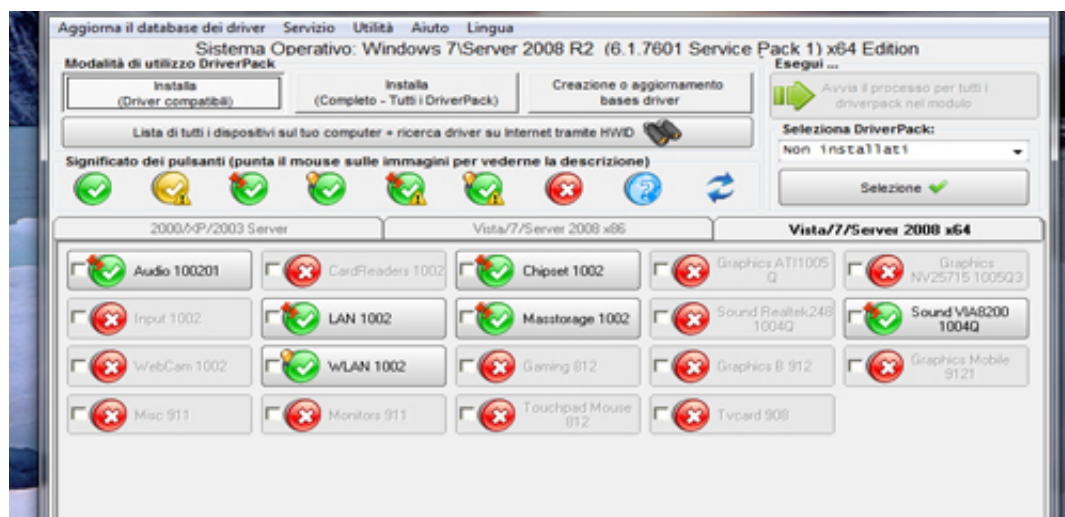 Aggiorna il database dei driver Servizio Utilità Aiuto Lingua
Sistema Operativo: Windows 7\Server 2008 R2 (6.1.7601 Service Pack 1) x64 Edition
Modalità di utilizzo DriverPack
Installa
(Driver compatibili)
Installa
(Completo - Tutti i DriverPack)
Creazione o aggiornamento
bases driver
Esegui ...
Avvia il processo per tutti i
driverpack nel modulo
Lista di tutti i dispositivi sul tuo computer + ricerca driver su Internet tramite HWID
Seleziona DriverPack:
Non installati
Selezione
Significato dei pulsanti (punta il mouse sulle immagini per vederne la descrizione)
2000/XP/2003 Server
Vista/7/Server 2008 x86
Vista/7/Server 2008 x64
Audio 100201
CardReaders 1002
Chipset 1002
Graphics ATI1005
Q
Graphics
NV25715 1005Q3
Input 1002
LAN 1002
Masstorage 1002
Sound Realtek248
1004Q
Sound VIA8200
1004Q
WebCam 1002
WLAN 1002
Gaming 812
Graphics B 912
Graphics Mobile
9121
Misc 911
Monitors 911
Touchpad Mouse
812
Tvcard 908